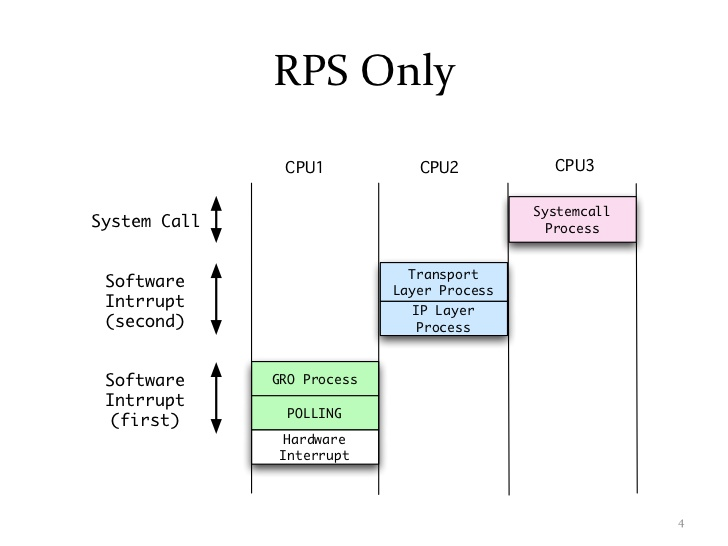 RPS Only
CPU1
CPU2
CPU3
System Call
Systemcall
Process
Software
Intrrupt
(second)
Transport
Layer Process
IP Layer
Process
Software
Intrrupt
(first)
GRO Process
POLLING
Hardware
Interrupt
4